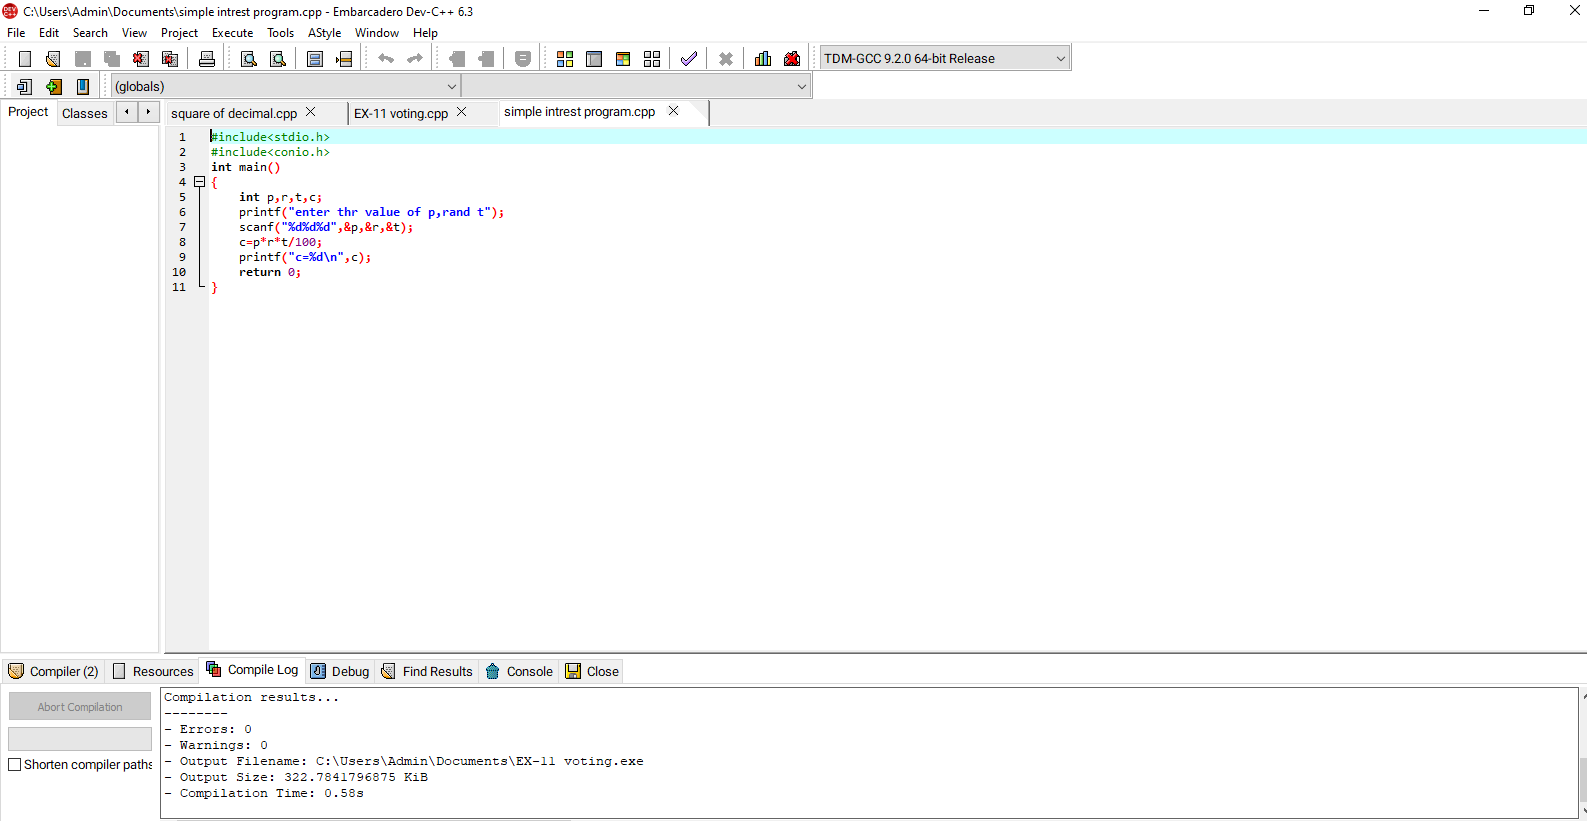 C:\Users\Admin\Documents\simple intrest program.cpp - Embarcadero Dev-C++ 6.3
File Edit Search View Project Execute Tools AStyle Window Help
TDM-GCC 9.2.0 64-bit Release
(globals)
Project Classes
square of decimal.cpp EX-11 voting.cpp simple intrest program.cpp
1 #include<stdio.h>
2 #include<conio.h>
3 int main()
4 {
5 int p,r,t,c;
6 printf("enter thr value of p,rand t");
7 scanf("%d%d%d",&p,&r,&t);
8 c=p*r*t/100;
9 printf("c=%d\n",c);
10 return 0;
11 }
Compiler (2) Resources Compile Log Debug Find Results Console Close
Abort Compilation
Shorten compiler paths
Compilation results...
--------
- Errors: 0
- Warnings: 0
- Output Filename: C:\Users\Admin\Documents\EX-11 voting.exe
- Output Size: 322.7841796875 KiB
- Compilation Time: 0.58s